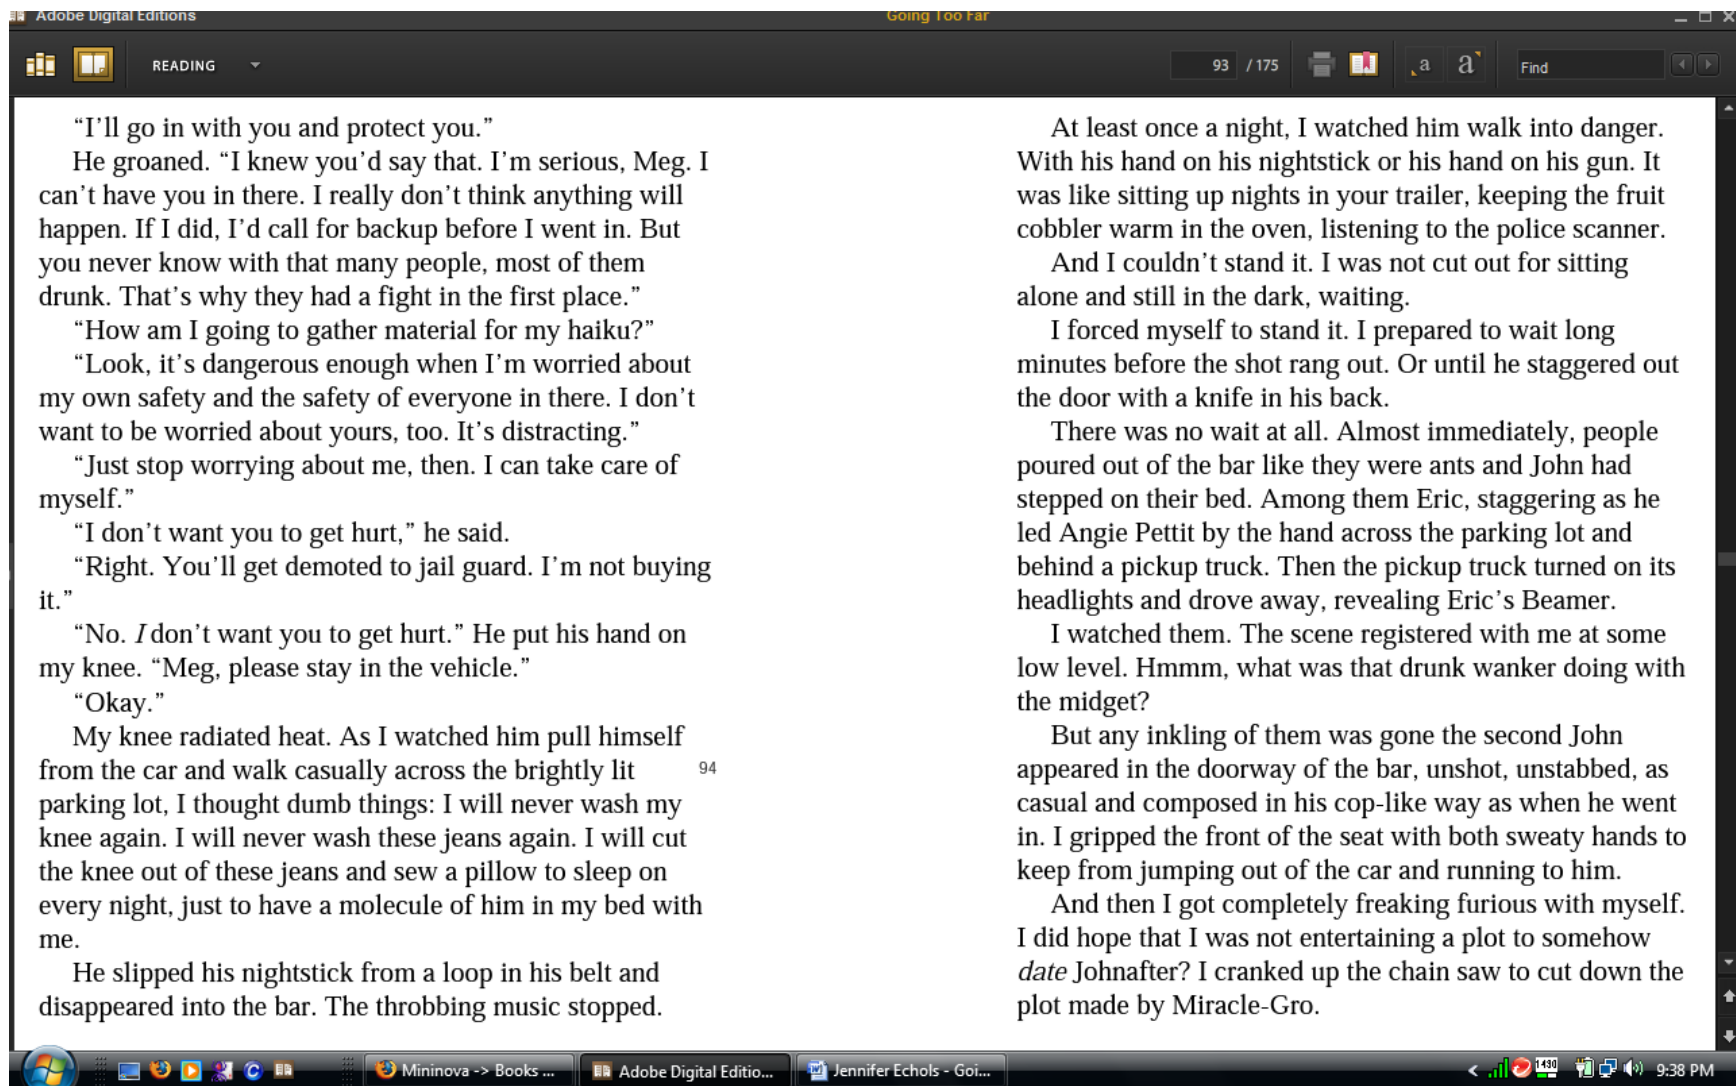 Adobe Digital Editions
Going Too Far
READING
93 / 175
a
a
Find
“I’ll go in with you and protect you.”
He groaned. “I knew you’d say that. I’m serious, Meg. I
can’t have you in there. I really don’t think anything will
happen. If I did, I’d call for backup before I went in. But
you never know with that many people, most of them
drunk. That’s why they had a fight in the first place.”
“How am I going to gather material for my haiku?”
“Look, it’s dangerous enough when I’m worried about
my own safety and the safety of everyone in there. I don’t
want to be worried about yours, too. It’s distracting.”
“Just stop worrying about me, then. I can take care of
myself.”
“I don’t want you to get hurt,” he said.
“Right. You’ll get demoted to jail guard. I’m not buying
it.”
“No. I don’t want you to get hurt.” He put his hand on
my knee. “Meg, please stay in the vehicle.”
“Okay.”
My knee radiated heat. As I watched him pull himself
from the car and walk casually across the brightly lit
94
parking lot, I thought dumb things: I will never wash my
knee again. I will never wash these jeans again. I will cut
the knee out of these jeans and sew a pillow to sleep on
every night, just to have a molecule of him in my bed with
me.
He slipped his nightstick from a loop in his belt and
disappeared into the bar. The throbbing music stopped.
At least once a night, I watched him walk into danger.
With his hand on his nightstick or his hand on his gun. It
was like sitting up nights in your trailer, keeping the fruit
cobbler warm in the oven, listening to the police scanner.
And I couldn’t stand it. I was not cut out for sitting
alone and still in the dark, waiting.
I forced myself to stand it. I prepared to wait long
minutes before the shot rang out. Or until he staggered out
the door with a knife in his back.
There was no wait at all. Almost immediately, people
poured out of the bar like they were ants and John had
stepped on their bed. Among them Eric, staggering as he
led Angie Pettit by the hand across the parking lot and
behind a pickup truck. Then the pickup truck turned on its
headlights and drove away, revealing Eric’s Beamer.
I watched them. The scene registered with me at some
low level. Hmmm, what was that drunk wanker doing with
the midget?
But any inkling of them was gone the second John
appeared in the doorway of the bar, unshot, unstabbed, as
casual and composed in his cop-like way as when he went
in. I gripped the front of the seat with both sweaty hands to
keep from jumping out of the car and running to him.
And then I got completely freaking furious with myself.
I did hope that I was not entertaining a plot to somehow
date Johnafter? I cranked up the chain saw to cut down the
plot made by Miracle-Gro.
Mininova -> Books ...
Adobe Digital Editio...
Jennifer Echols - Goi...
1430
9:38 PM